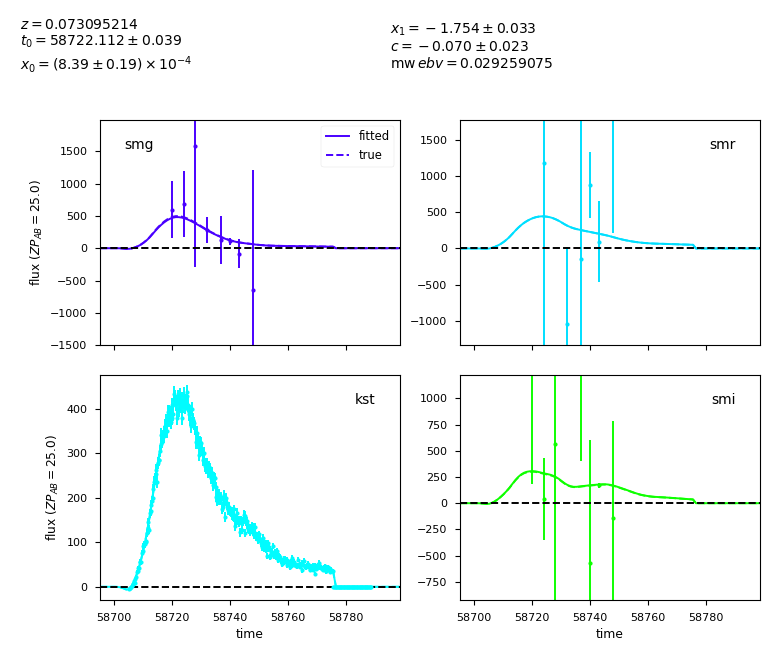 z = 0.073095214
t₀ = 58722.112 ± 0.039
x₀ = (8.39 ± 0.19) × 10⁻⁴
x₁ = −1.754 ± 0.033
c = −0.070 ± 0.023
mw ebv = 0.029259075
smg
fitted
true
1500
1000
500
0
−500
−1000
−1500
flux (ZP_AB = 25.0)
smr
1500
1000
500
0
−500
−1000
kst
400
300
200
100
0
flux (ZP_AB = 25.0)
58700 58720 58740 58760 58780
time
smi
1000
750
500
250
0
−250
−500
−750
58700 58720 58740 58760 58780
time